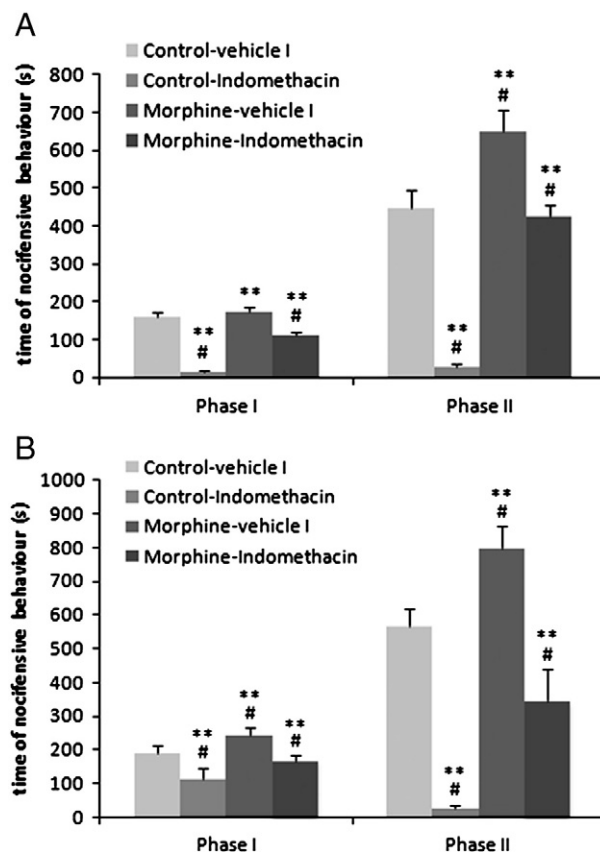 A
Control-vehicle I
Control-Indomethacin
Morphine-vehicle I
Morphine-Indomethacin
time of nocifensive behaviour (s)
800
700
600
500
400
300
200
100
0
**
#
**
**
#
**
#
**
#
**
#
Phase I
Phase II
B
Control-vehicle I
Control-Indomethacin
Morphine-vehicle I
Morphine-Indomethacin
time of nocifensive behaviour (s)
1000
900
800
700
600
500
400
300
200
100
0
**
#
**
#
**
#
**
#
**
#
**
#
Phase I
Phase II